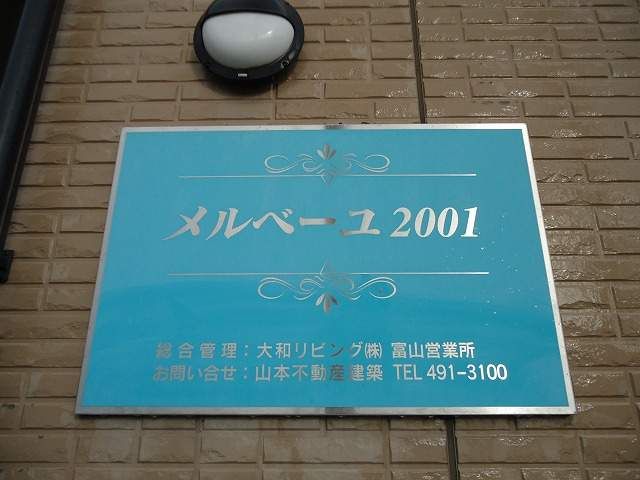 メルベーユ2001
総合管理：大和リビング㈱ 富山営業所
お問い合せ：山本不動産建築 TEL 491-3100